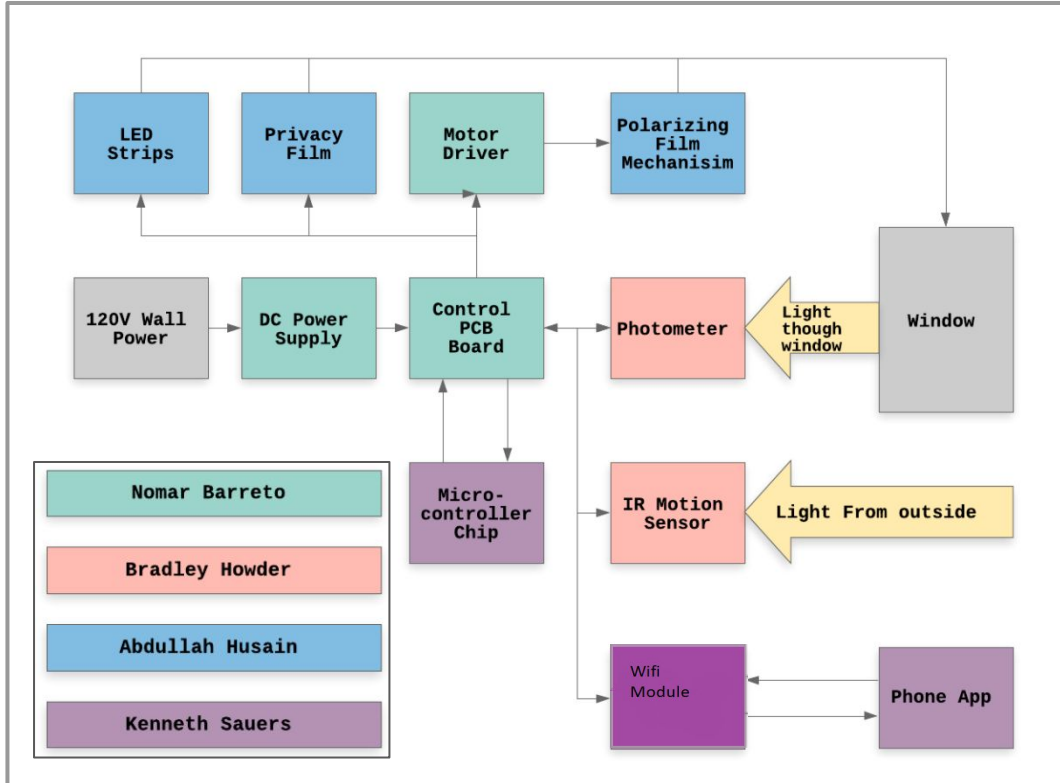 LED
Strips
Privacy
Film
Motor
Driver
Polarizing
Film
Mechanisim
120V Wall
Power
DC Power
Supply
Control
PCB
Board
Photometer
Light
though
window
Window
Micro-
controller
Chip
IR Motion
Sensor
Light From outside
Wifi
Module
Phone App
Nomar Barreto
Bradley Howder
Abdullah Husain
Kenneth Sauers